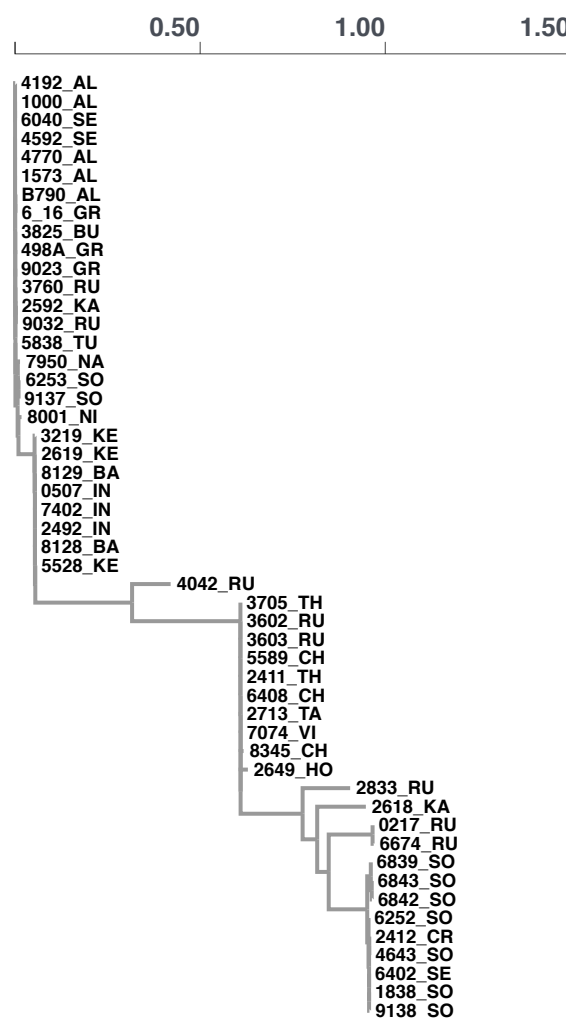 0.50 1.00 1.50
4192_AL
1000_AL
6040_SE
4592_SE
4770_AL
1573_AL
B790_AL
6_16_GR
3825_BU
498A_GR
9023_GR
3760_RU
2592_KA
9032_RU
5838_TU
7950_NA
6253_SO
9137_SO
8001_NI
3219_KE
2619_KE
8129_BA
0507_IN
7402_IN
2492_IN
8128_BA
5528_KE
4042_RU
3705_TH
3602_RU
3603_RU
5589_CH
2411_TH
6408_CH
2713_TA
7074_VI
8345_CH
2649_HO
2833_RU
2618_KA
0217_RU
6674_RU
6839_SO
6843_SO
6842_SO
6252_SO
2412_CR
4643_SO
6402_SE
1838_SO
9138_SO